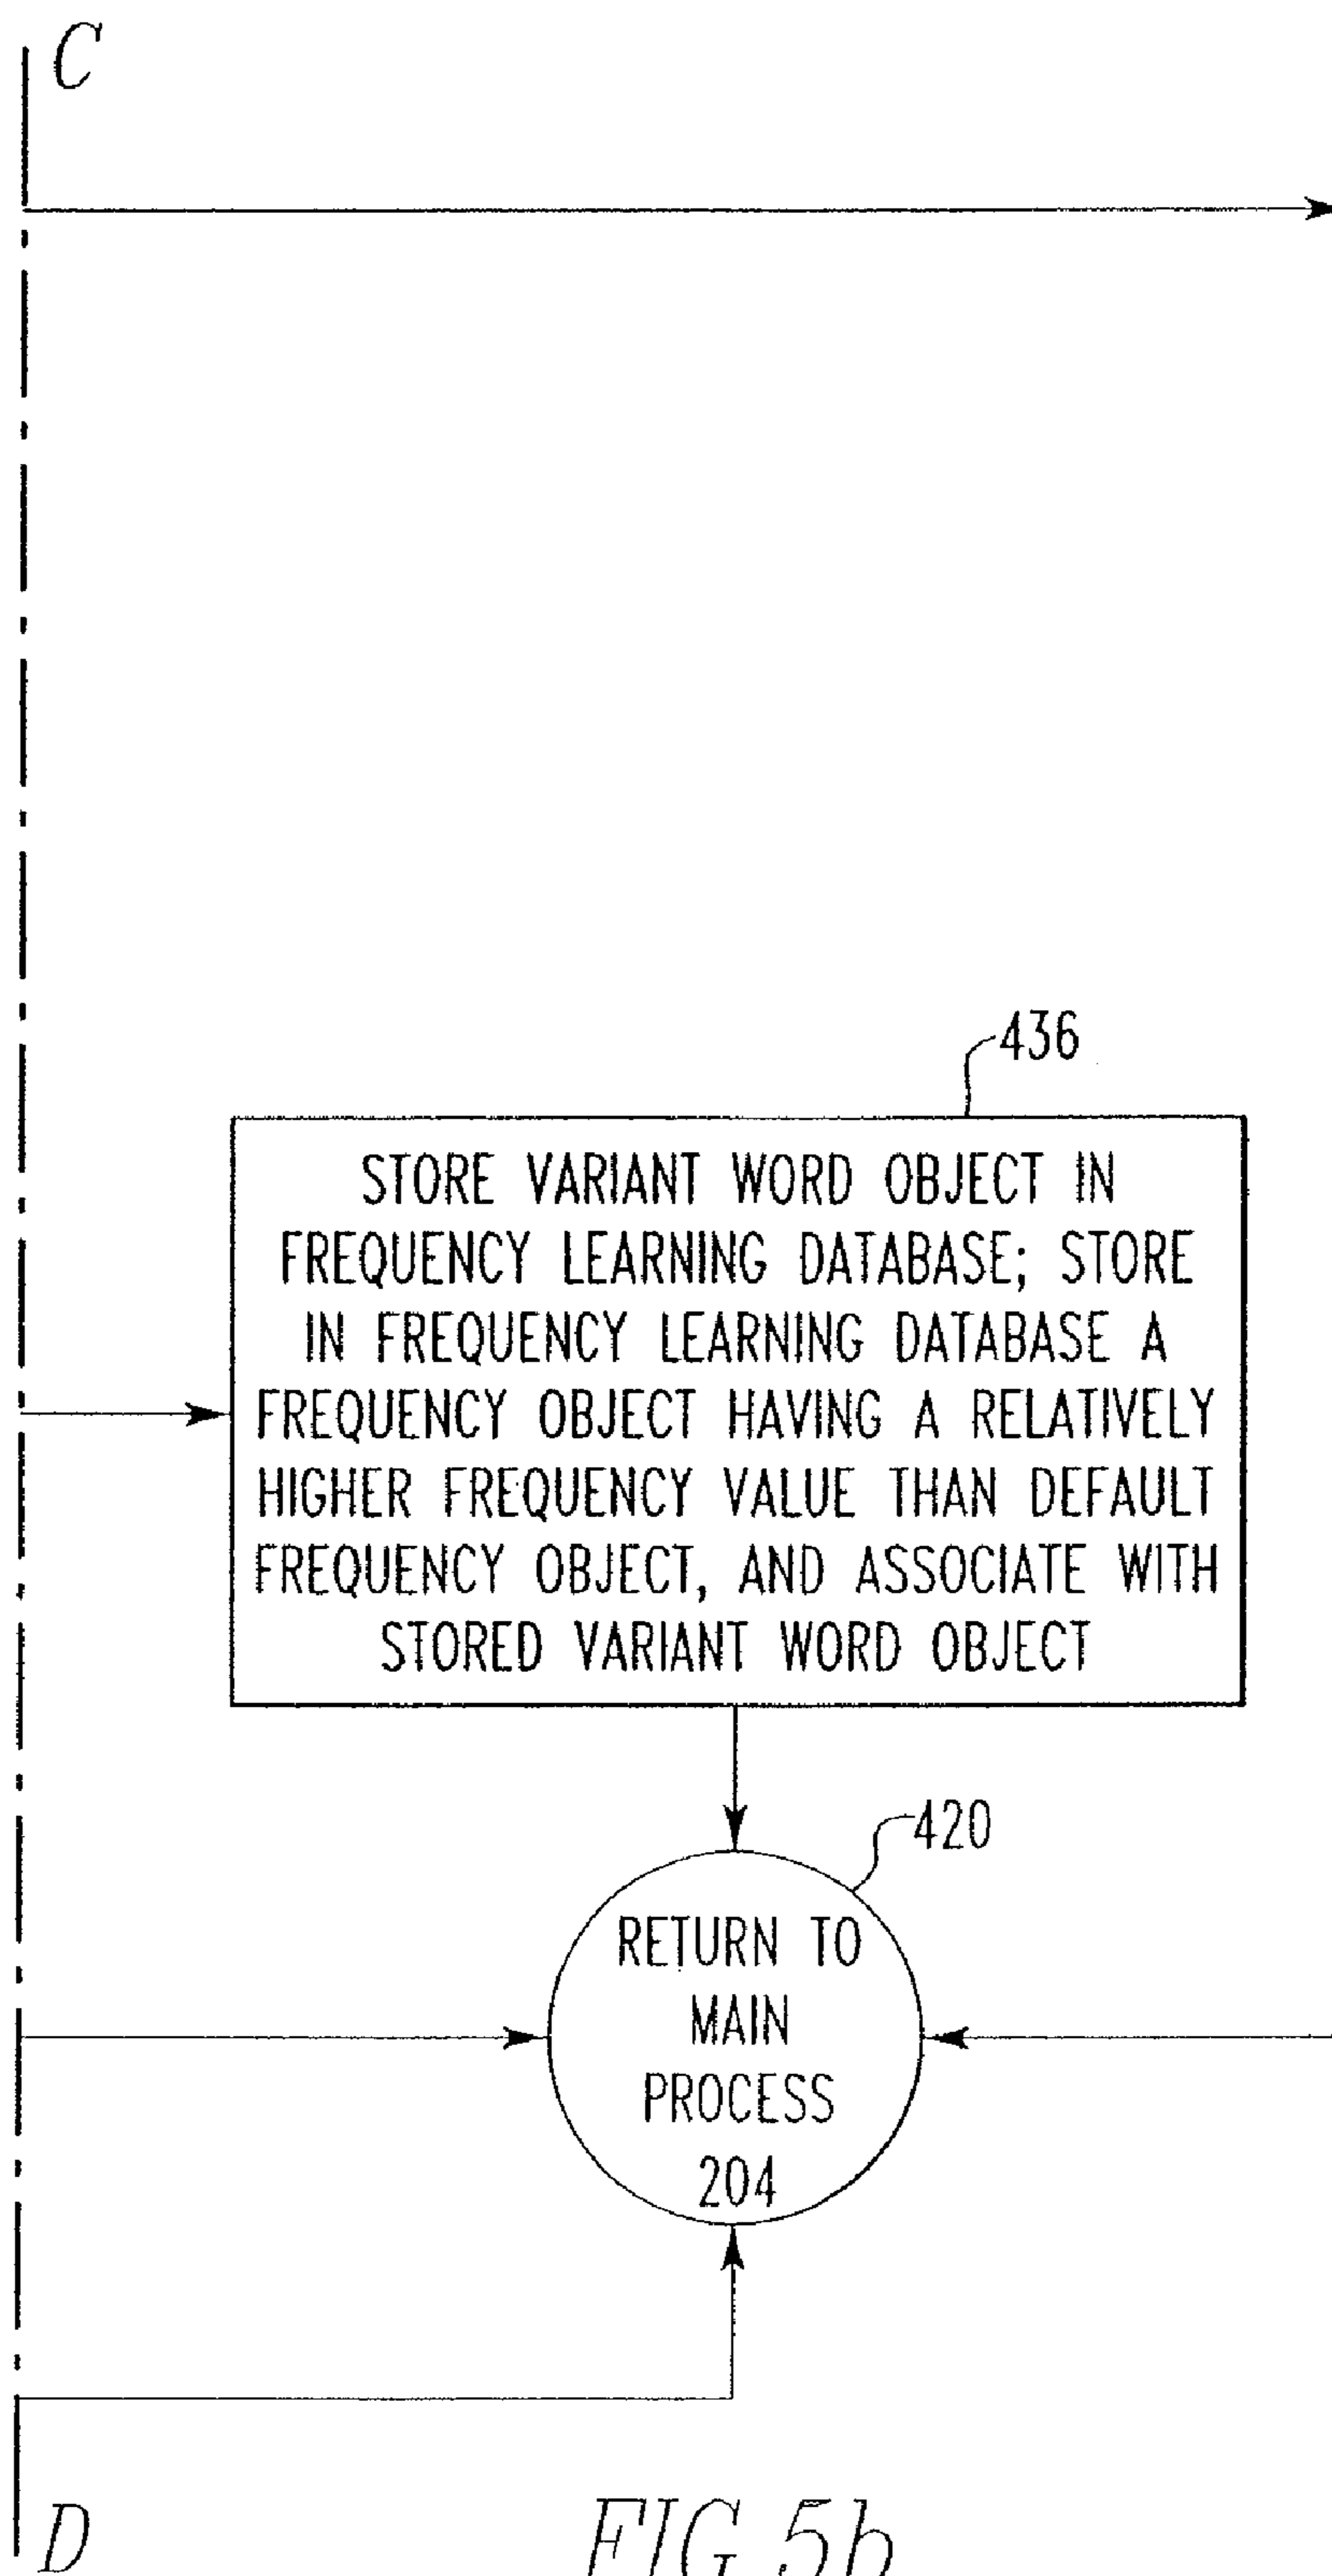 C
436
STORE VARIANT WORD OBJECT IN
FREQUENCY LEARNING DATABASE; STORE
IN FREQUENCY LEARNING DATABASE A
FREQUENCY OBJECT HAVING A RELATIVELY
HIGHER FREQUENCY VALUE THAN DEFAULT
FREQUENCY OBJECT, AND ASSOCIATE WITH
STORED VARIANT WORD OBJECT
420
RETURN TO
MAIN
PROCESS
204
D
FIG. 5b